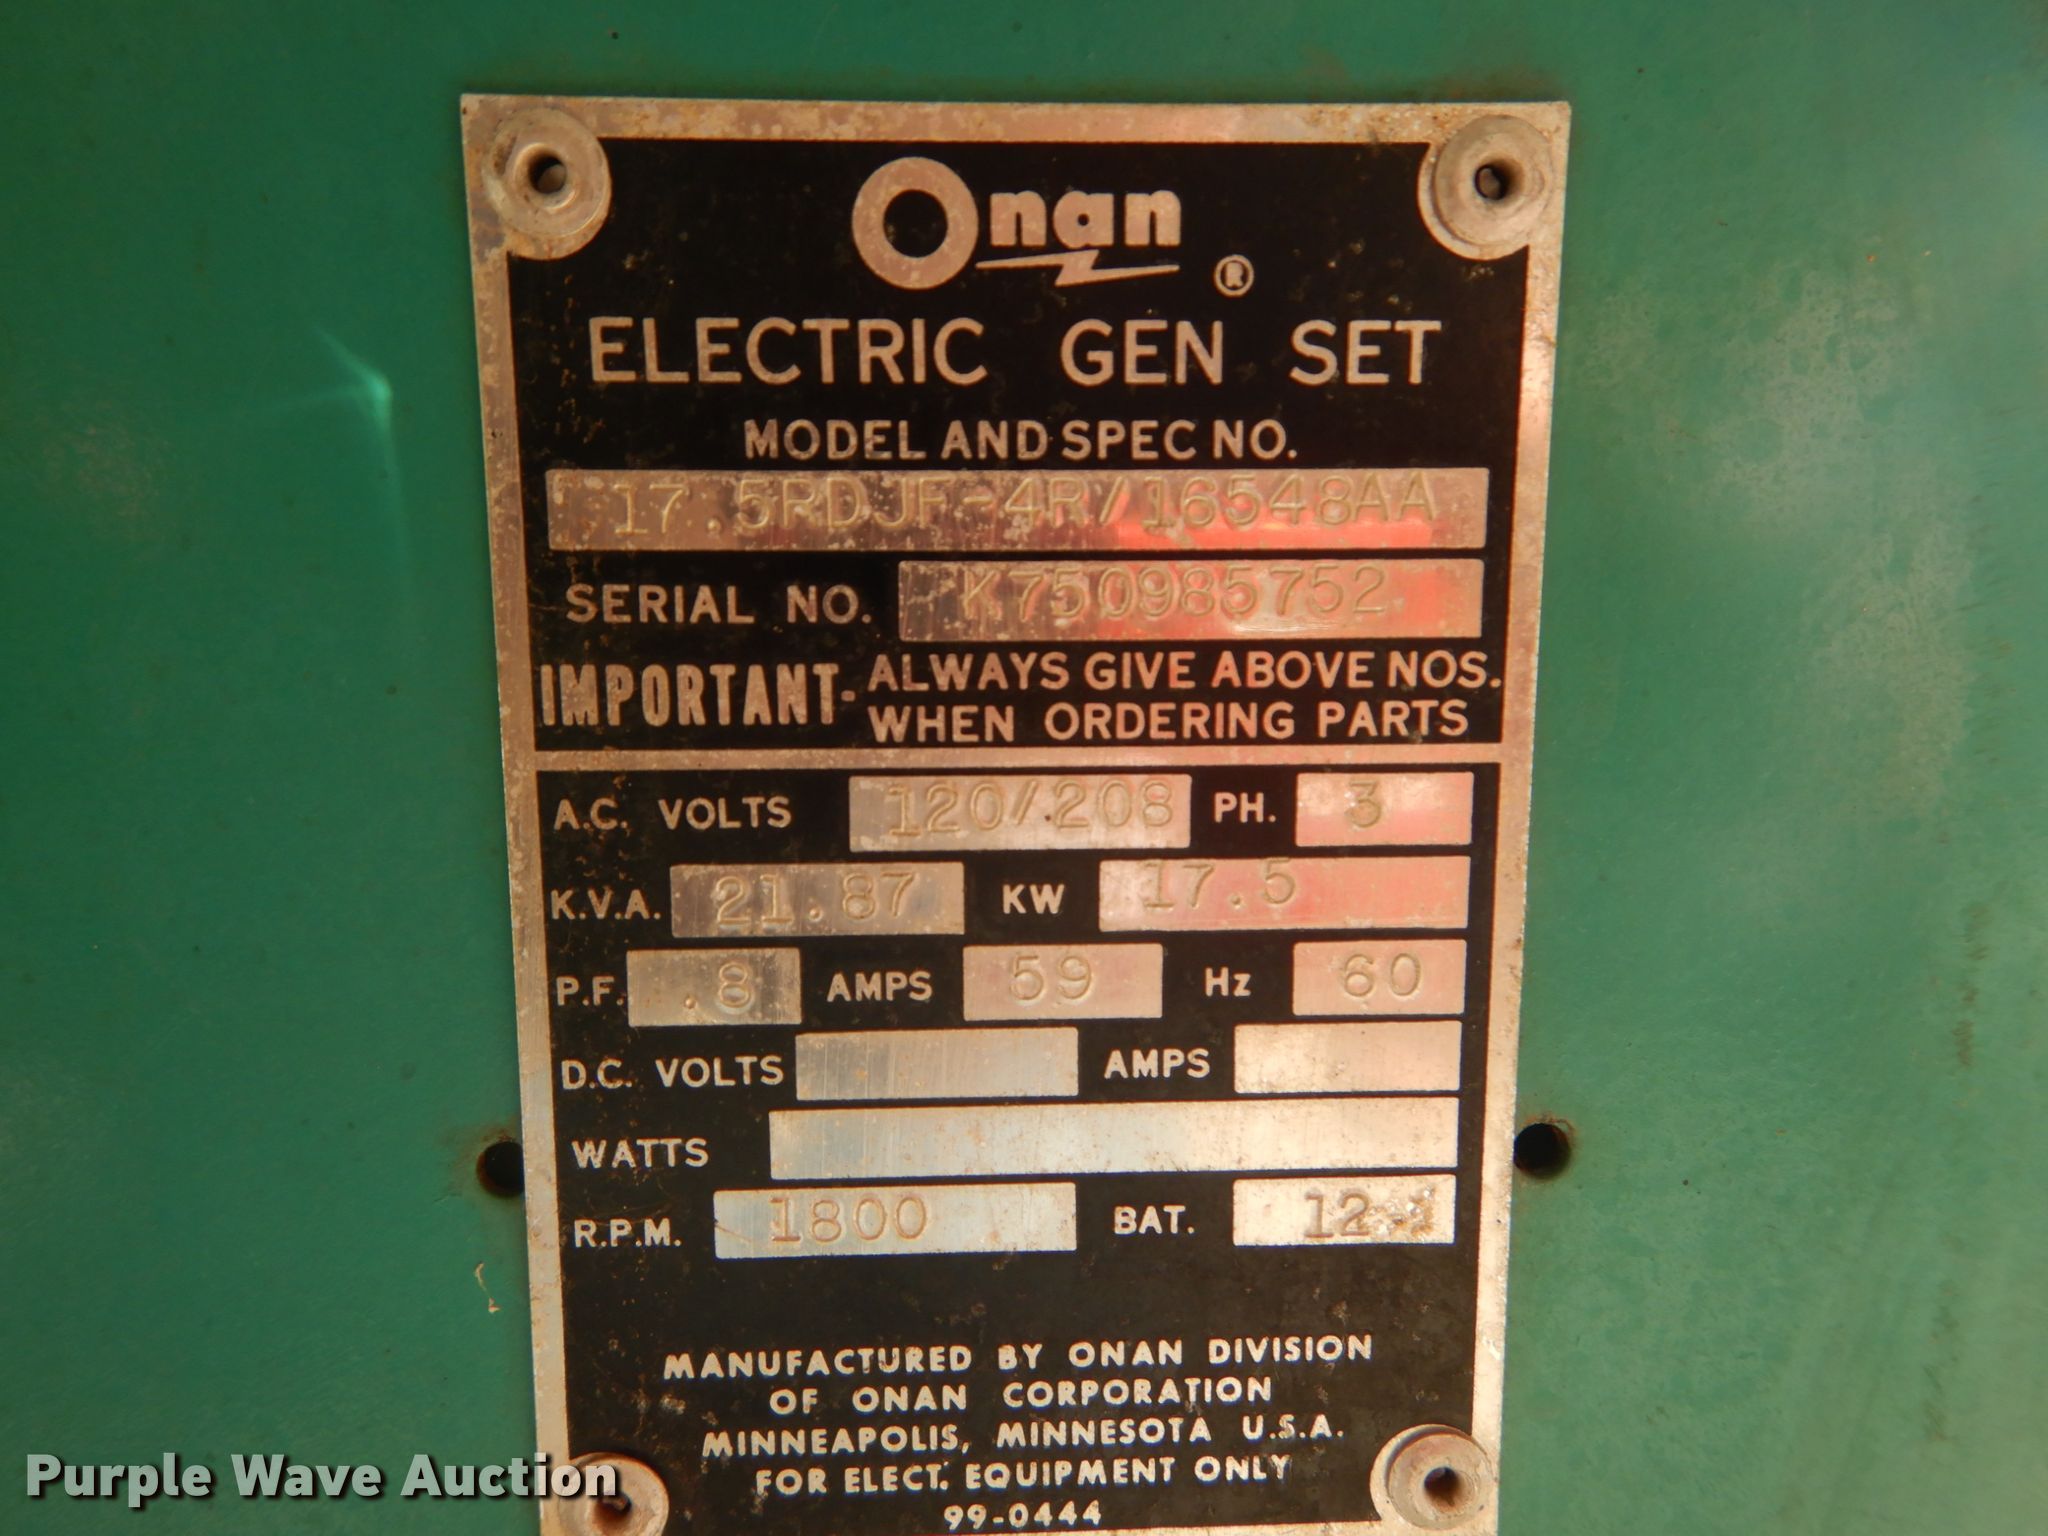 Onan ®
ELECTRIC GEN SET
MODEL AND SPEC NO.
17.5RDJF-4R/16548AA
SERIAL NO. K750985752
IMPORTANT- ALWAYS GIVE ABOVE NOS.
WHEN ORDERING PARTS
A.C. VOLTS 120/208 PH. 3
K.V.A. 21.87 KW 17.5
P.F. .8 AMPS 59 Hz 60
D.C. VOLTS AMPS
WATTS
R.P.M. 1800 BAT. 12
MANUFACTURED BY ONAN DIVISION
OF ONAN CORPORATION
MINNEAPOLIS, MINNESOTA U.S.A.
FOR ELECT. EQUIPMENT ONLY
99-0444
Purple Wave Auction